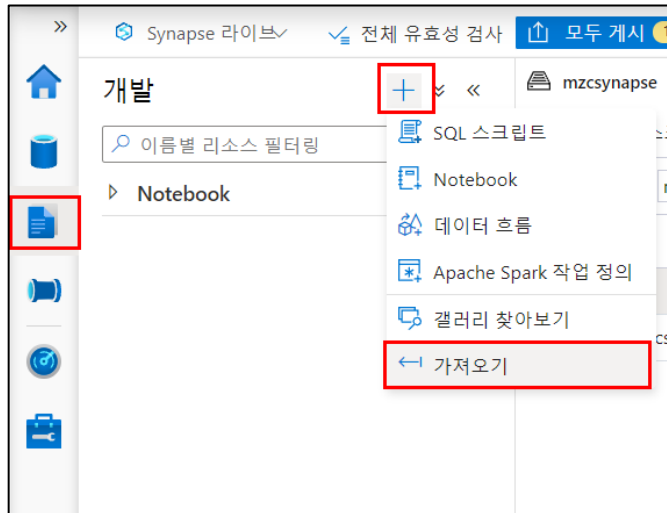 Synapse 라이브
전체 유효성 검사
모두 게시
개발
mzcsynapse
이름별 리소스 필터링
SQL 스크립트
Notebook
Notebook
데이터 흐름
Apache Spark 작업 정의
갤러리 찾아보기
가져오기